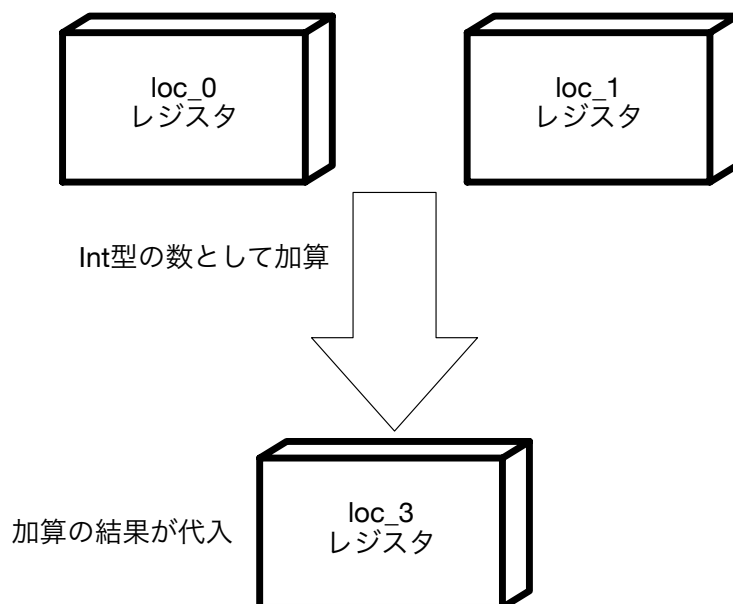 loc_0
レジスタ
loc_1
レジスタ
Int型の数として加算
加算の結果が代入
loc_3
レジスタ